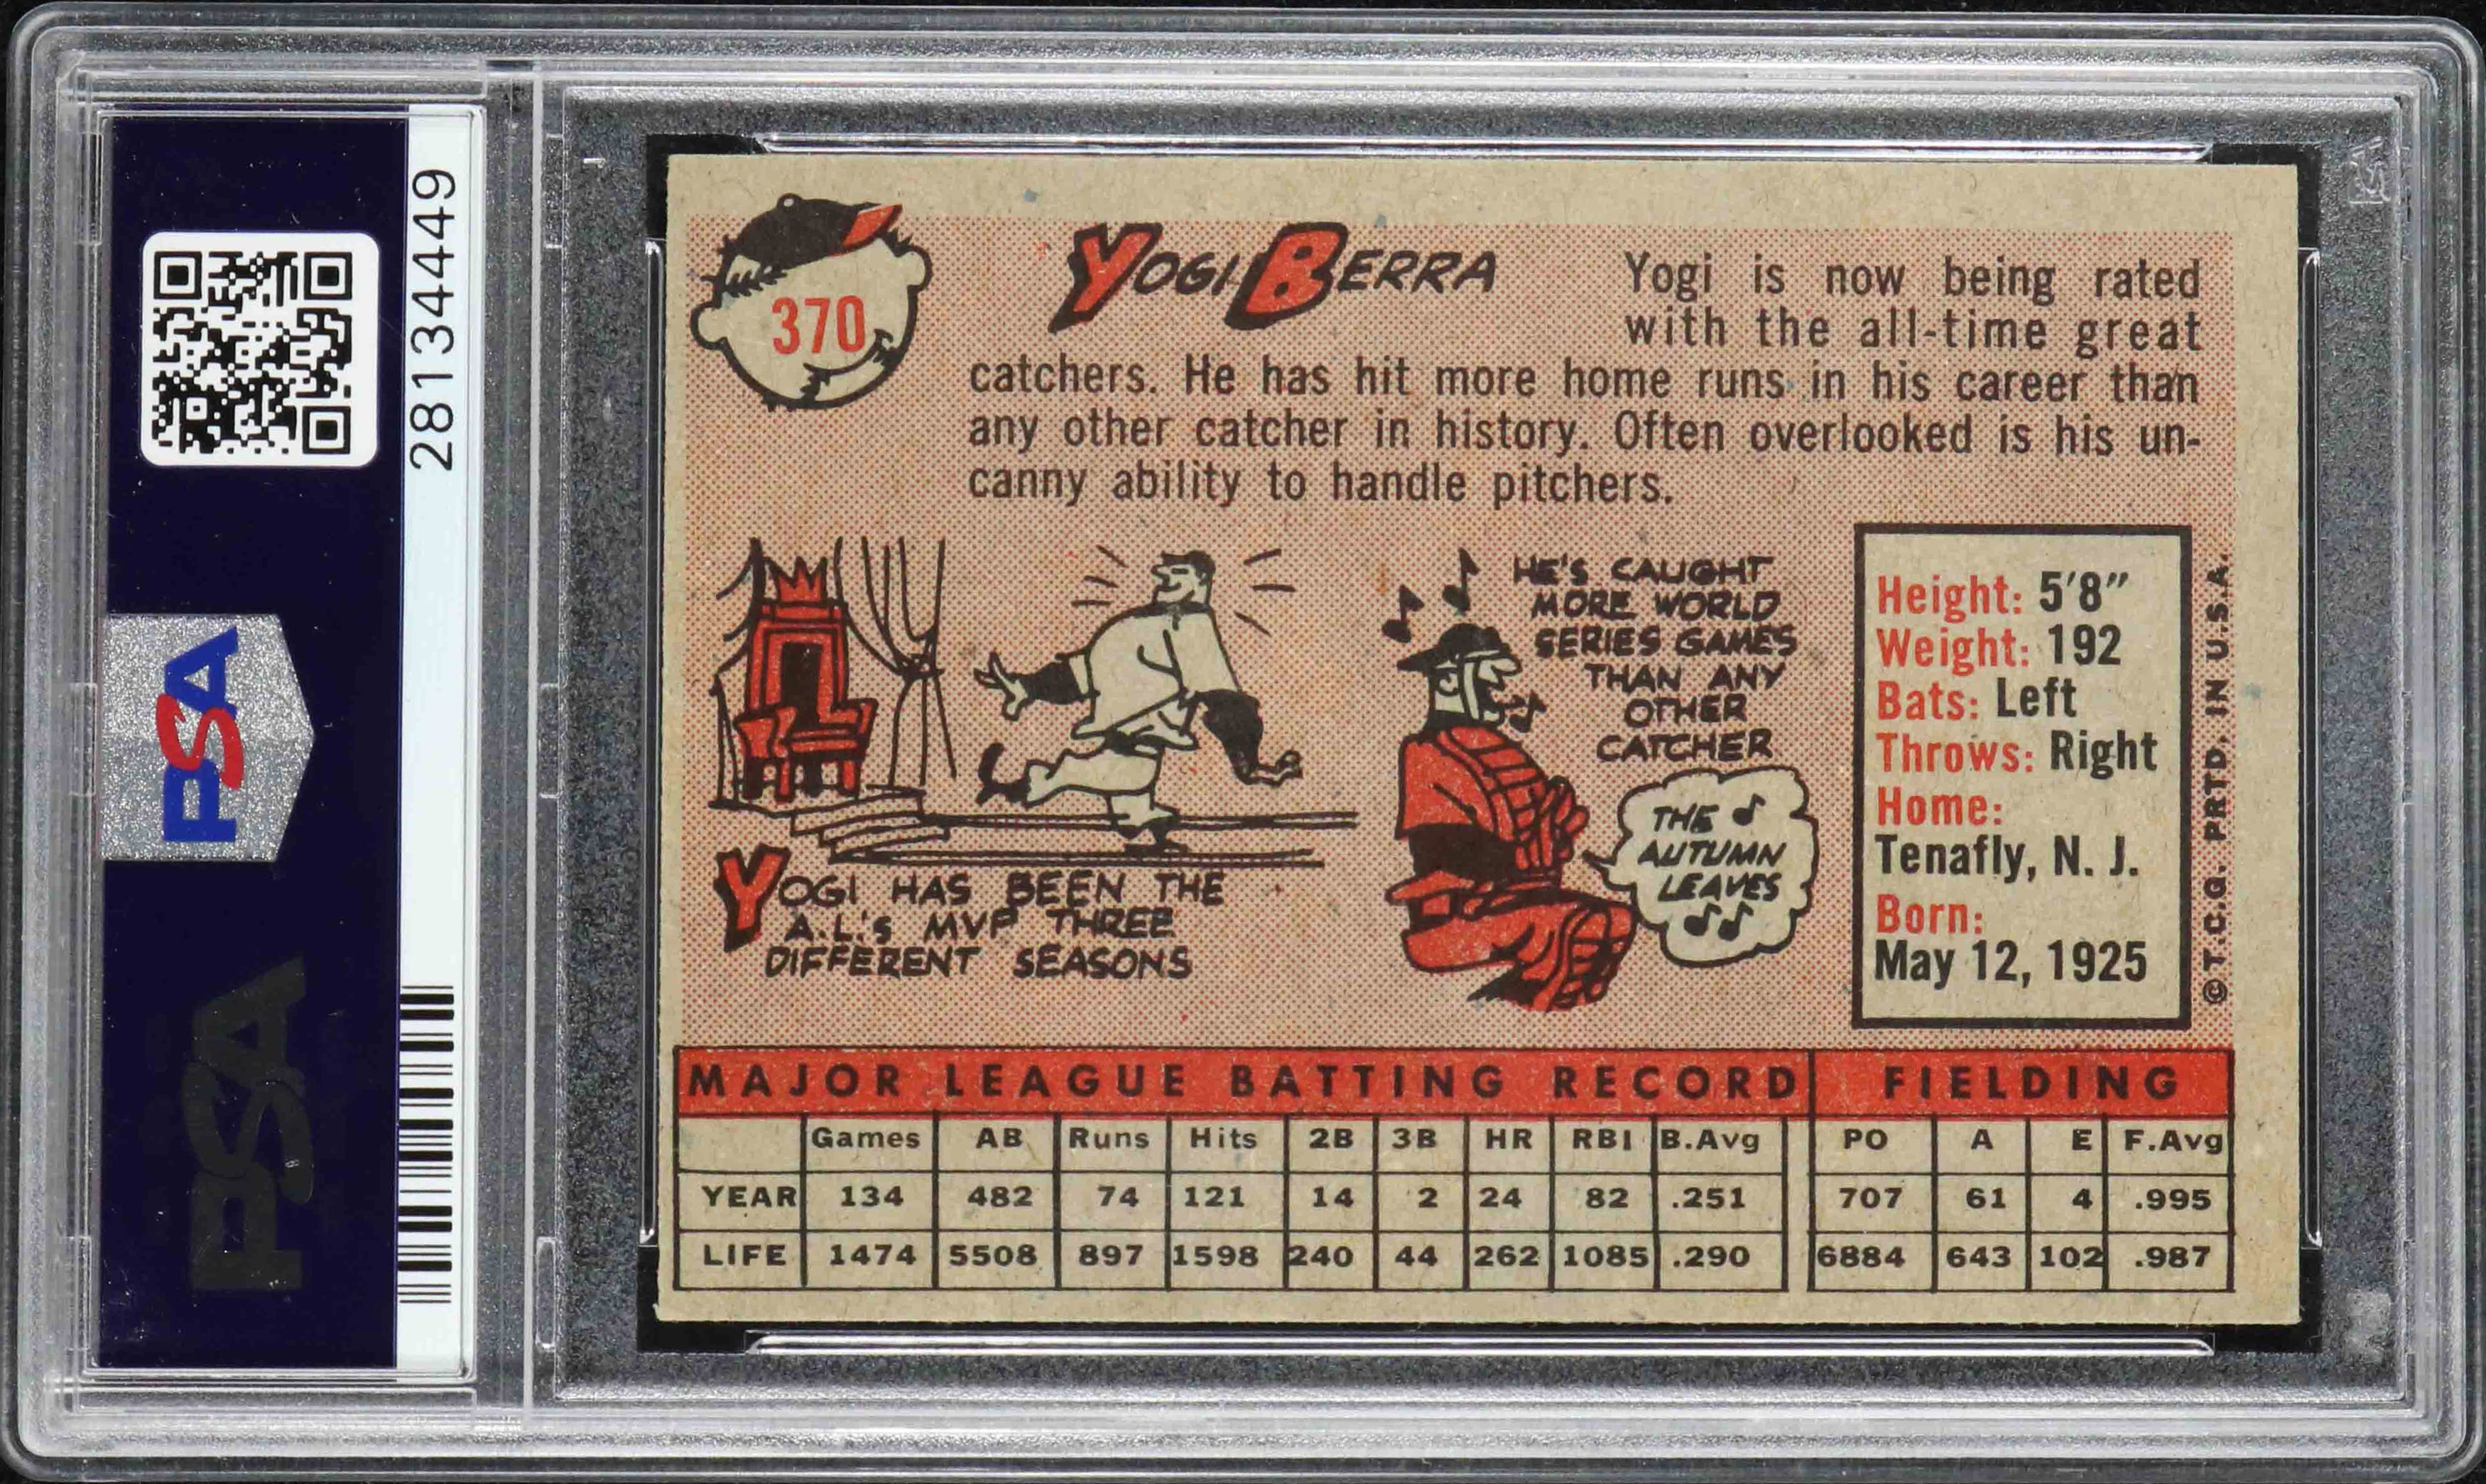 28134449
PSA
PSA
370
YOGI BERRA
Yogi is now being rated
with the all-time great
catchers. He has hit more home runs in his career than
any other catcher in history. Often overlooked is his un-
canny ability to handle pitchers.
YOGI HAS BEEN THE
A.L.'s MVP THREE
DIFFERENT SEASONS
HE'S CAUGHT
MORE WORLD
SERIES GAMES
THAN ANY
OTHER
CATCHER
THE
AUTUMN
LEAVES
Height: 5'8"
Weight: 192
Bats: Left
Throws: Right
Home:
Tenafly, N. J.
Born:
May 12, 1925
© T.C.G. PRTD. IN U.S.A.
MAJOR LEAGUE BATTING RECORD FIELDING
Games AB Runs Hits 2B 3B HR RBI B.Avg PO A E F.Avg
YEAR 134 482 74 121 14 2 24 82 .251 707 61 4 .995
LIFE 1474 5508 897 1598 240 44 262 1085 .290 6884 643 102 .987
PSA